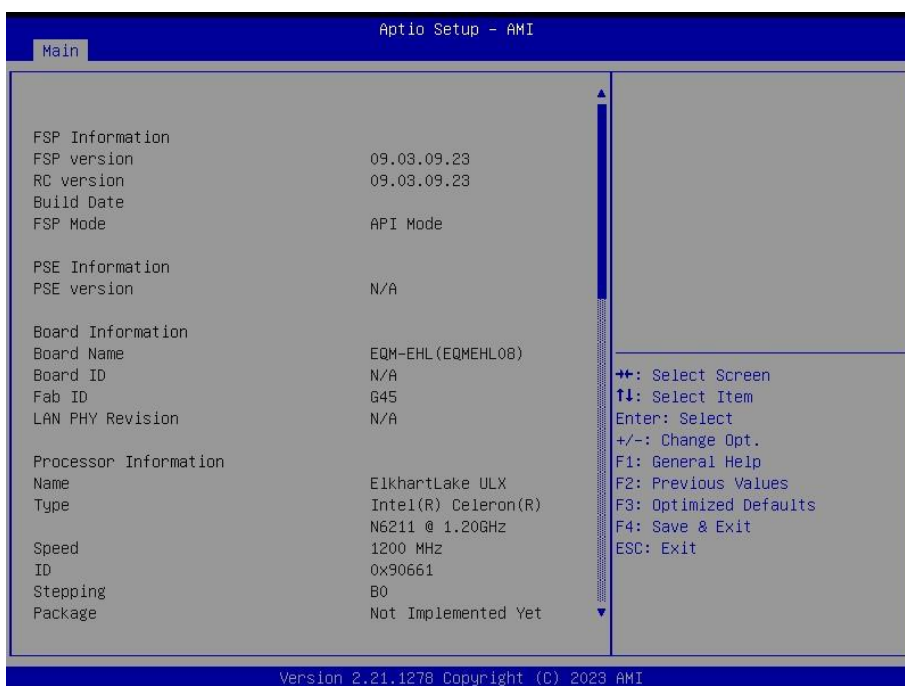 Aptio Setup - AMI
Main
FSP Information
FSP version 09.03.09.23
RC version 09.03.09.23
Build Date
FSP Mode API Mode
PSE Information
PSE version N/A
Board Information
Board Name EQM-EHL(EQMEHL08)
Board ID N/A
Fab ID G45
LAN PHY Revision N/A
Processor Information
Name ElkhartLake ULX
Type Intel(R) Celeron(R)
N6211 @ 1.20GHz
Speed 1200 MHz
ID 0x90661
Stepping B0
Package Not Implemented Yet
→←: Select Screen
↑↓: Select Item
Enter: Select
+/-: Change Opt.
F1: General Help
F2: Previous Values
F3: Optimized Defaults
F4: Save & Exit
ESC: Exit
Version 2.21.1278 Copyright (C) 2023 AMI